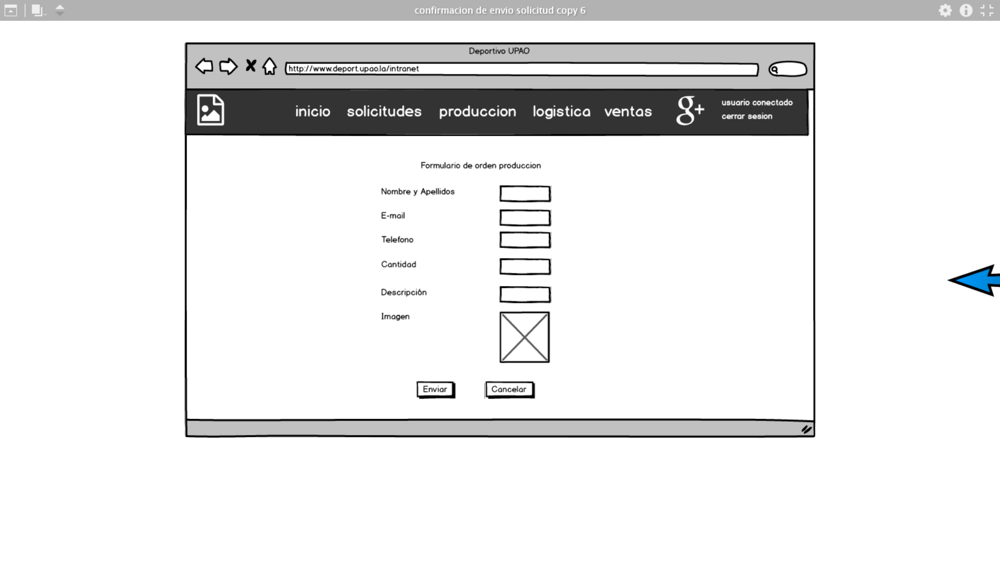 confirmacion de envio solicitud copy 6
Deportivo UPAO
http://www.deport.upao.la/intranet
inicio solicitudes produccion logistica ventas g+ usuario conectado
cerrar sesion
Formulario de orden produccion
Nombre y Apellidos
E-mail
Telefono
Cantidad
Descripción
Imagen
Enviar Cancelar